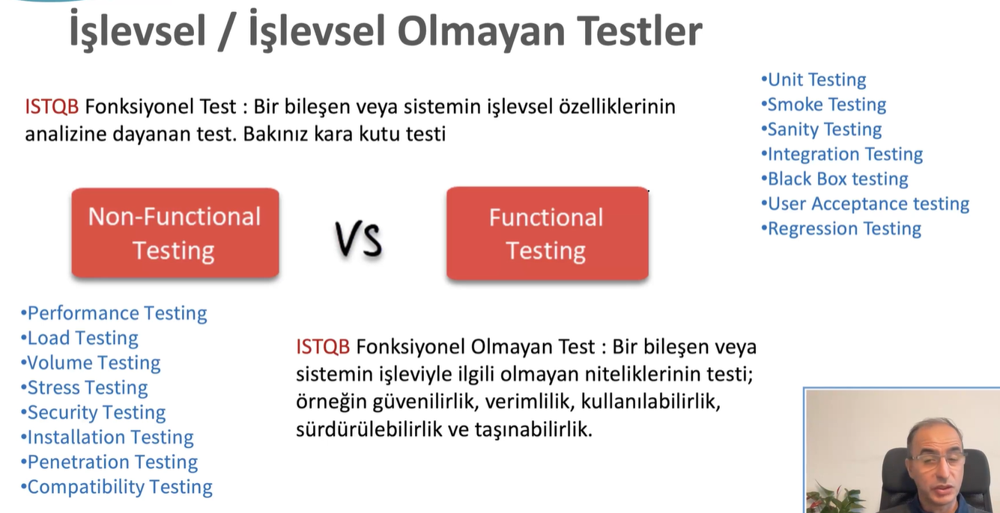 İşlevsel / İşlevsel Olmayan Testler
ISTQB Fonksiyonel Test : Bir bileşen veya sistemin işlevsel özelliklerinin
analizine dayanan test. Bakınız kara kutu testi
•Unit Testing
•Smoke Testing
•Sanity Testing
•Integration Testing
•Black Box testing
•User Acceptance testing
•Regression Testing
Non-Functional
Testing
VS
Functional
Testing
•Performance Testing
•Load Testing
•Volume Testing
•Stress Testing
•Security Testing
•Installation Testing
•Penetration Testing
•Compatibility Testing
ISTQB Fonksiyonel Olmayan Test : Bir bileşen veya
sistemin işleviyle ilgili olmayan niteliklerinin testi;
örneğin güvenilirlik, verimlilik, kullanılabilirlik,
sürdürülebilirlik ve taşınabilirlik.